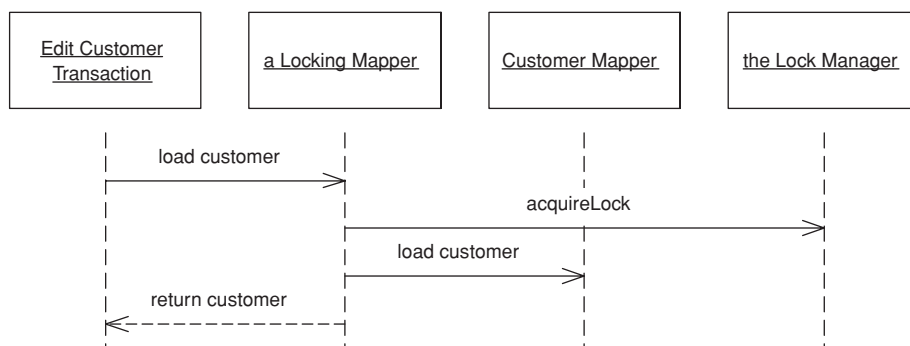 Edit Customer
Transaction
a Locking Mapper
Customer Mapper
the Lock Manager
load customer
acquireLock
load customer
return customer